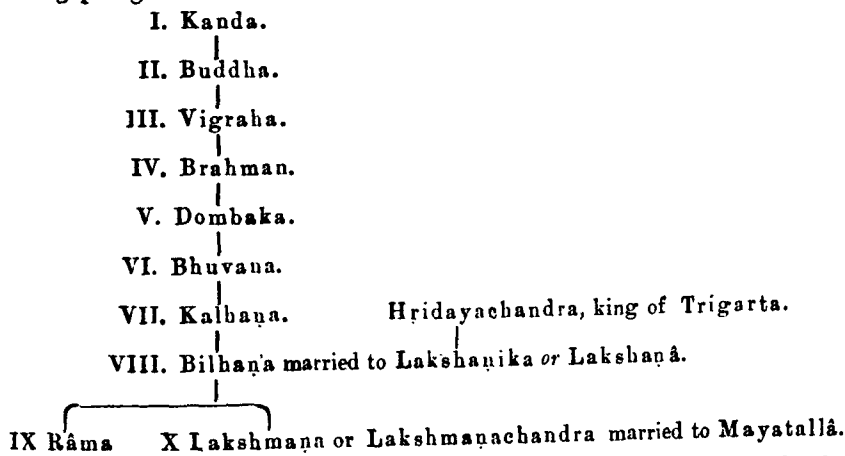 I. Kanda.
II. Buddha.
III. Vigraha.
IV. Brahman.
V. Dombaka.
VI. Bhuvana.
VII. Kalhaṇa. Hṛidayachandra, king of Trigarta.
VIII. Bilhaṇa married to Lakshaṇika or Lakshaṇâ.
IX Râma X Lakshmaṇa or Lakshmaṇachandra married to Mayatallâ.